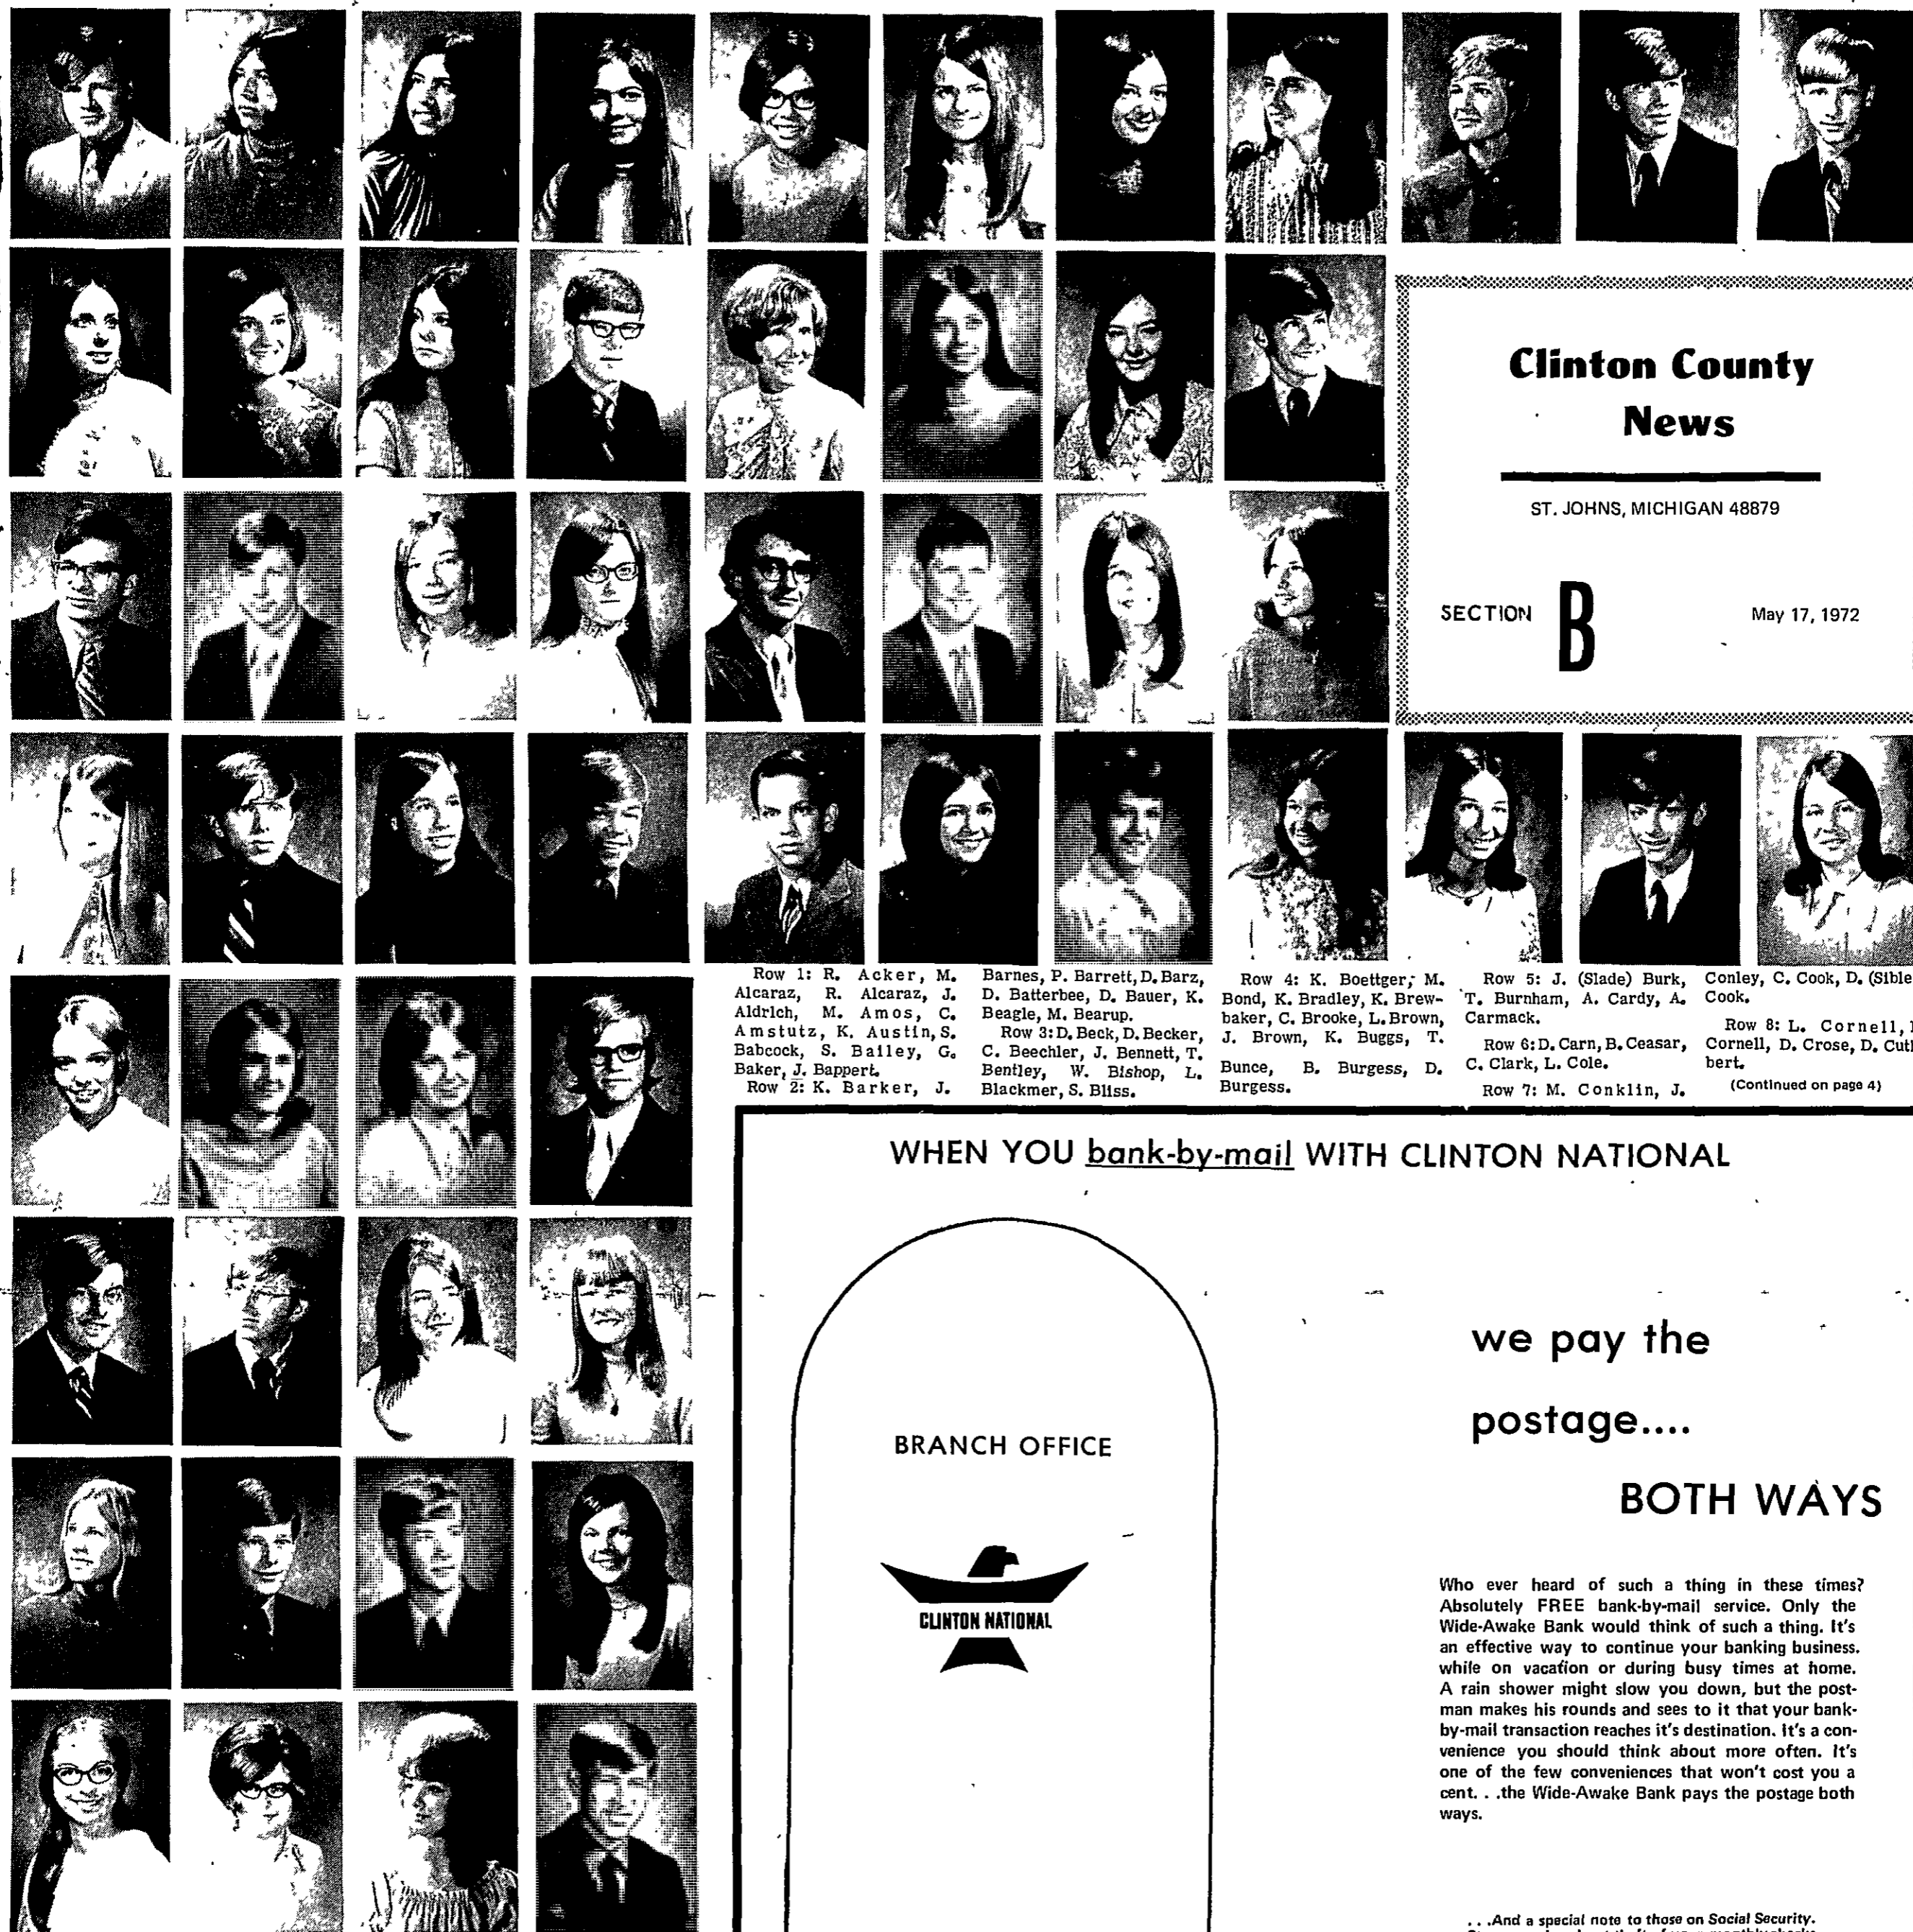 Clinton County
News
ST. JOHNS, MICHIGAN 48879
SECTION B
May 17, 1972
Row 1: R. Acker, M.
Alcaraz, R. Alcaraz, J.
Aldrich, M. Amos, C.
Amstutz, K. Austin, S.
Babcock, S. Bailey, G.
Baker, J. Bappert.
Row 2: K. Barker, J.
Barnes, P. Barrett, D. Barz,
D. Batterbee, D. Bauer, K.
Beagle, M. Bearup.
Row 3: D. Beck, D. Becker,
C. Beechler, J. Bennett, T.
Bentley, W. Bishop, L.
Blackmer, S. Bliss.
Row 4: K. Boettger, M.
Bond, K. Bradley, K. Brew-
baker, C. Brooke, L. Brown,
J. Brown, K. Buggs, T.
Bunce, B. Burgess, D.
Burgess.
Row 5: J. (Slade) Burk,
T. Burnham, A. Cardy, A.
Carmack.
Row 6: D. Carn, B. Ceasar,
C. Clark, L. Cole.
Row 7: M. Conklin, J.
Conley, C. Cook, D.
Cook.
Row 8: L. Cornell,
Cornell, D. Crose, D.
bert.
(Continued on page 4)
WHEN YOU bank-by-mail WITH CLINTON NATIONAL
BRANCH OFFICE
CLINTON NATIONAL
we pay the
postage....
BOTH WAYS
Who ever heard of such a thing in these times?
Absolutely FREE bank-by-mail service. Only the
Wide-Awake Bank would think of such a thing. It's
an effective way to continue your banking business.
while on vacation or during busy times at home.
A rain shower might slow you down, but the post-
man makes his rounds and sees to it that your bank-
by-mail transaction reaches it's destination. It's a con-
venience you should think about more often. It's
one of the few conveniences that won't cost you a
cent. . .the Wide-Awake Bank pays the postage both
ways.
. . .And a special note to those on Social Security.